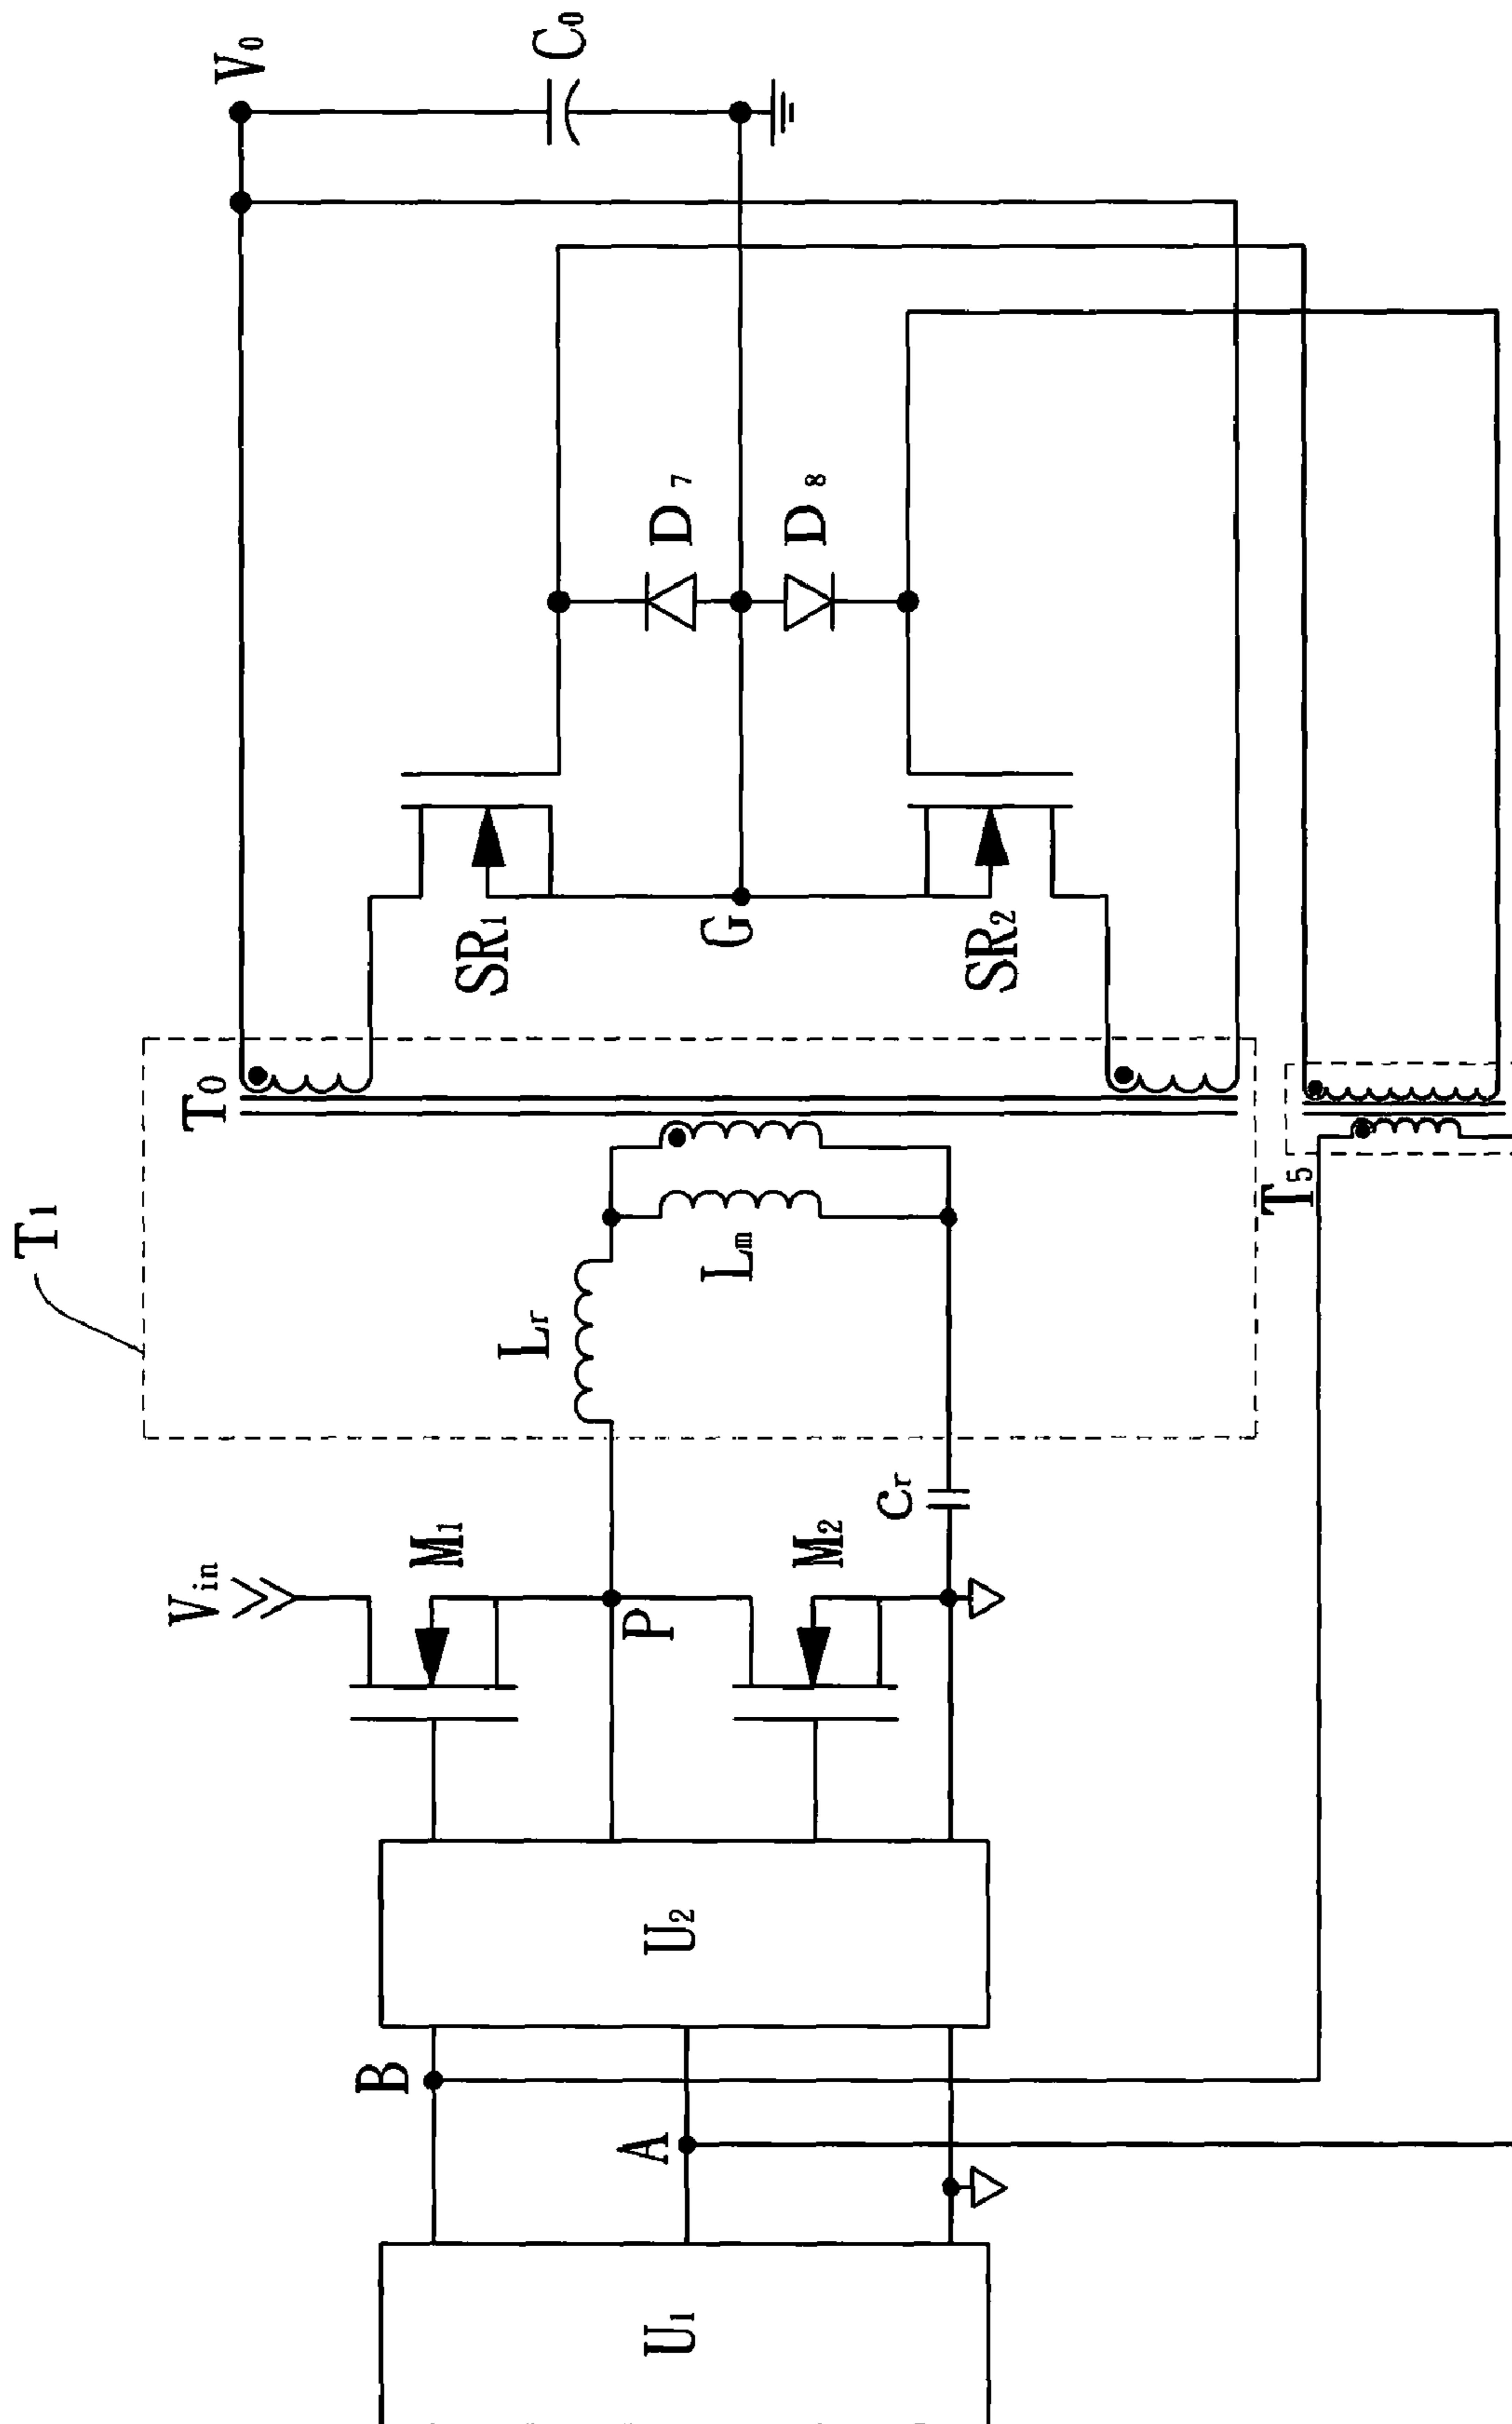 T₁
V₀
C₀
T₀
D₇
D₈
SR₁
G
SR₂
T₅
Lᵣ
Lₘ
Vᵢₙ
M₁
P
M₂
Cᵣ
U₂
B
A
U₁